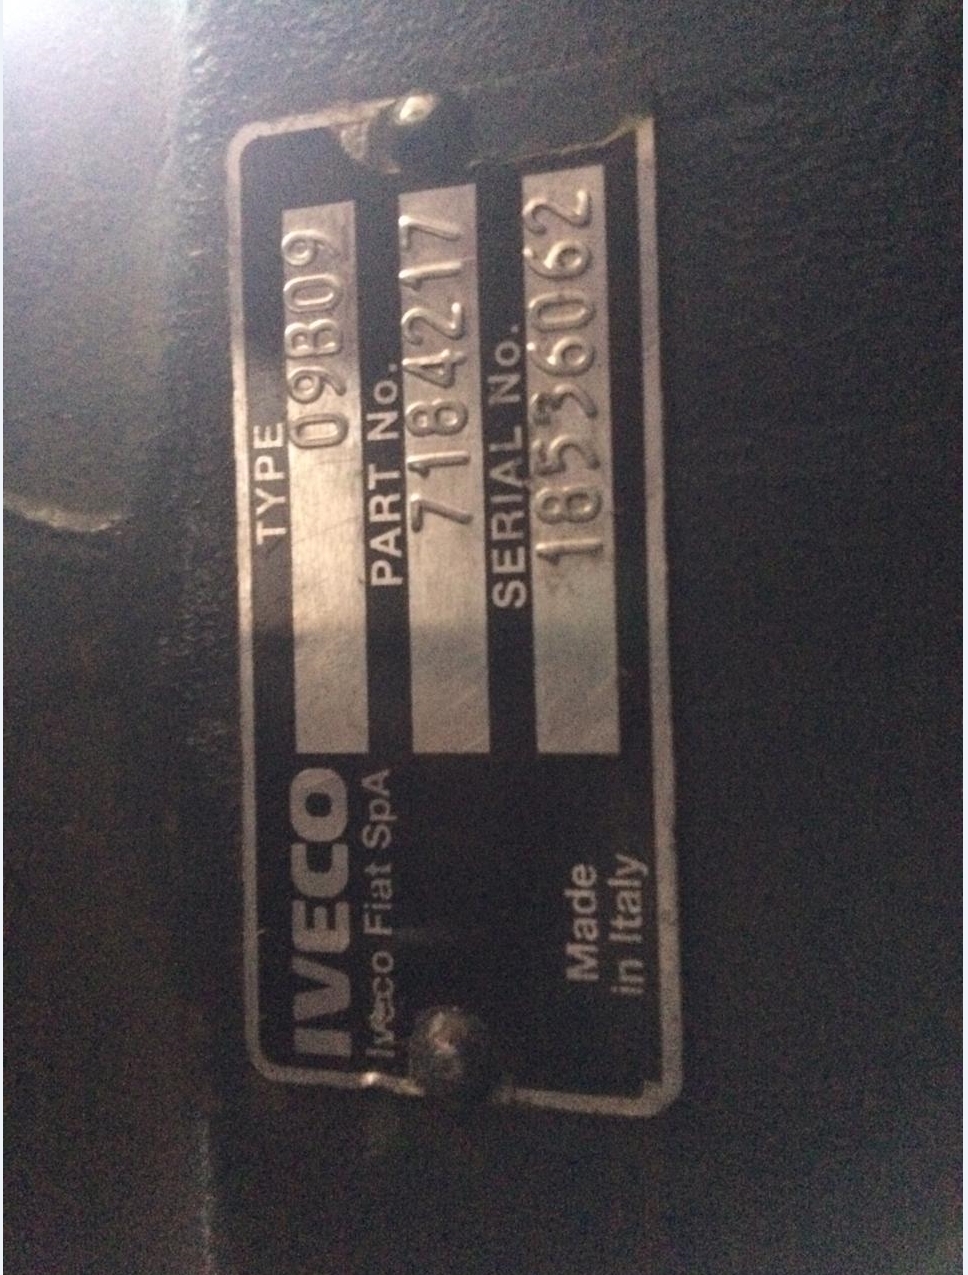 IVECO
Iveco Fiat SpA
Made
in Italy
TYPE
09B09
PART No.
7184217
SERIAL No.
18536062